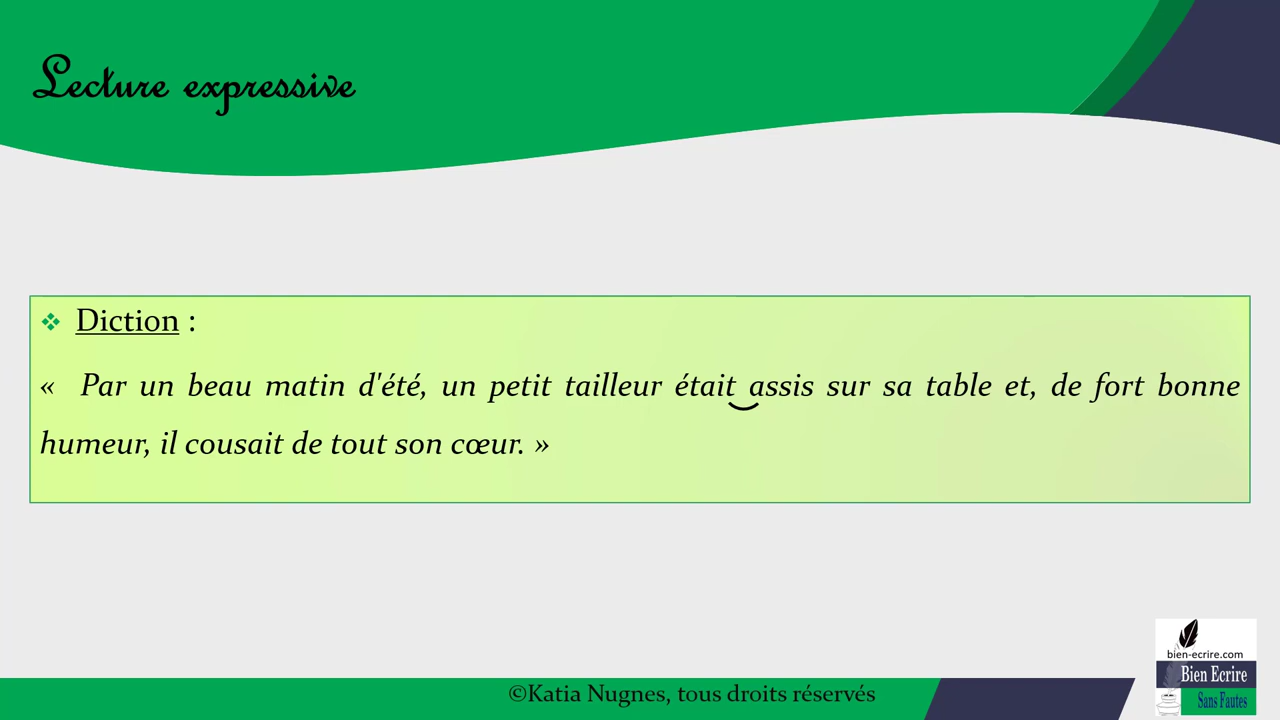 Lecture expressive
❖ Diction :
«  Par un beau matin d'été, un petit tailleur était assis sur sa table et, de fort bonne
humeur, il cousait de tout son cœur. »
©Katia Nugnes, tous droits réservés
bien-ecrire.com
Bien Ecrire
Sans Fautes